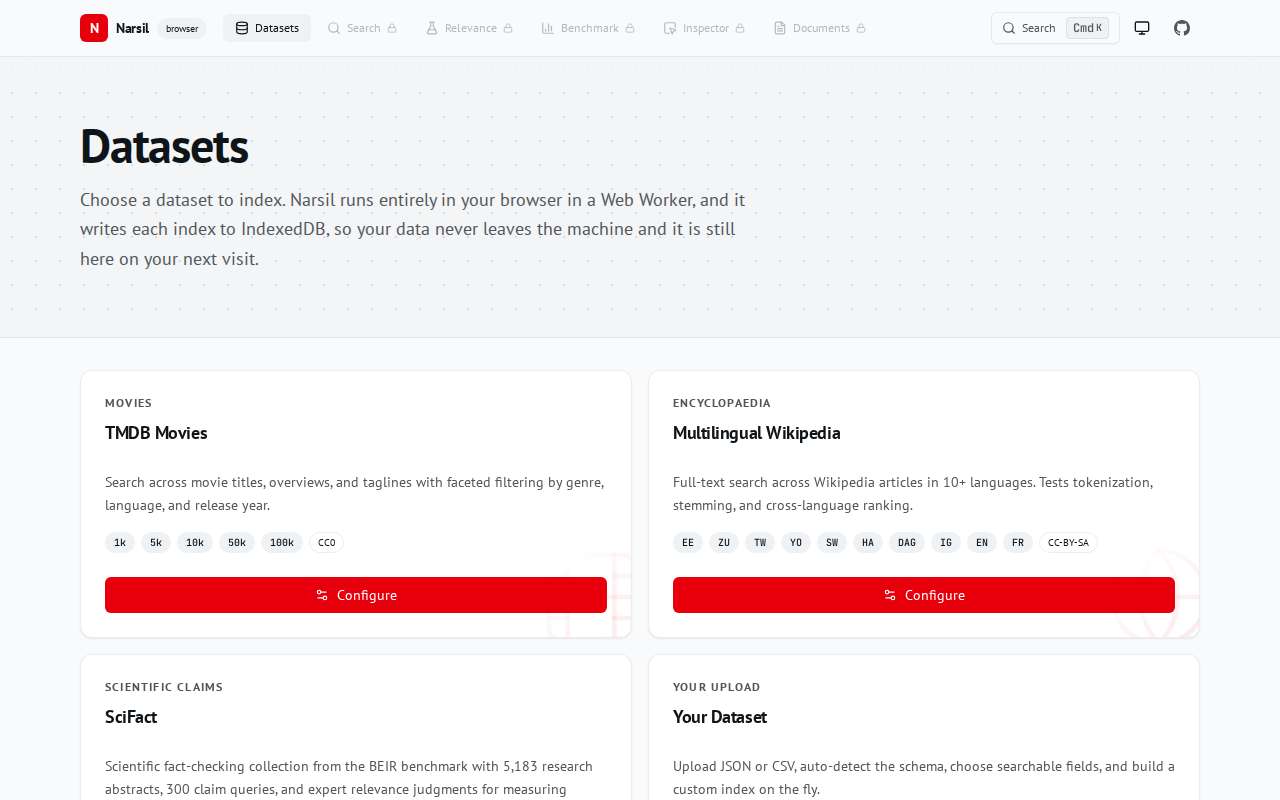 N Narsil browser Datasets Search Relevance Benchmark Inspector Documents Search Cmd K
Datasets
Choose a dataset to index. Narsil runs entirely in your browser in a Web Worker, and it
writes each index to IndexedDB, so your data never leaves the machine and it is still
here on your next visit.
MOVIES
TMDB Movies
Search across movie titles, overviews, and taglines with faceted filtering by genre,
language, and release year.
1k 5k 10k 50k 100k CC0
Configure
ENCYCLOPAEDIA
Multilingual Wikipedia
Full-text search across Wikipedia articles in 10+ languages. Tests tokenization,
stemming, and cross-language ranking.
EE ZU TW YO SW HA DAG IG EN FR CC-BY-SA
Configure
SCIENTIFIC CLAIMS
SciFact
Scientific fact-checking collection from the BEIR benchmark with 5,183 research
abstracts, 300 claim queries, and expert relevance judgments for measuring
YOUR UPLOAD
Your Dataset
Upload JSON or CSV, auto-detect the schema, choose searchable fields, and build a
custom index on the fly.